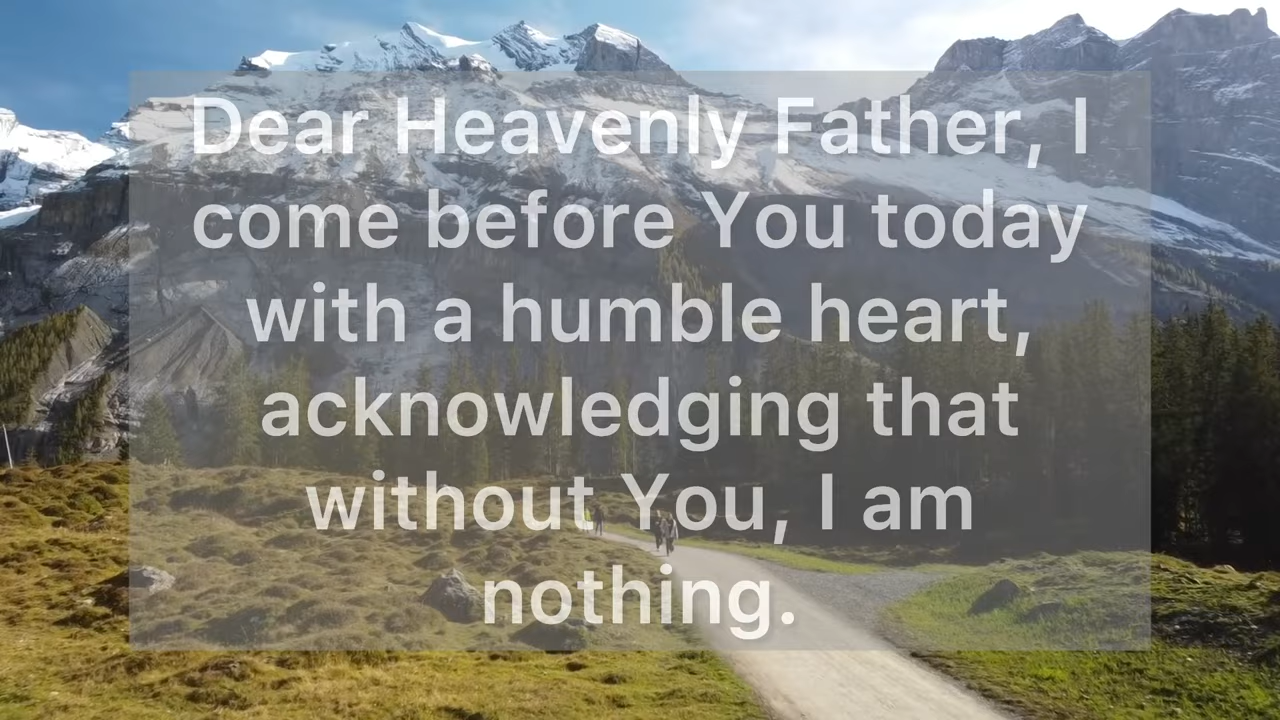 Dear Heavenly Father, I
come before You today
with a humble heart,
acknowledging that
without You, I am
nothing.